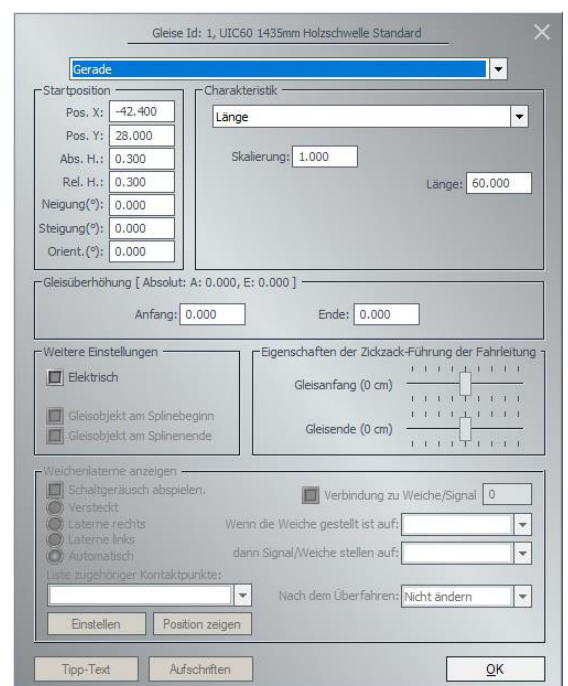 Gleise Id: 1, UIC60 1435mm Holzschwelle Standard
Gerade
Startposition
Pos. X: -42.400
Pos. Y: 28.000
Abs. H.: 0.300
Rel. H.: 0.300
Neigung(°): 0.000
Steigung(°): 0.000
Orient.(°): 0.000
Charakteristik
Länge
Skalierung: 1.000
Länge: 60.000
Gleisüberhöhung [ Absolut: A: 0.000, E: 0.000 ]
Anfang: 0.000 Ende: 0.000
Weitere Einstellungen
Elektrisch
Gleisobjekt am Splinebeginn
Gleisobjekt am Splinenende
Eigenschaften der Zickzack-Führung der Fahrleitung
Gleisanfang (0 cm)
Gleisende (0 cm)
Weichenlaterne anzeigen
Schaltgeräusch abspielen.
Versteckt
Laterne rechts
Laterne links
Automatisch
Liste zugehöriger Kontaktpunkte:
Einstellen Position zeigen
Verbindung zu Weiche/Signal 0
Wenn die Weiche gestellt ist auf:
dann Signal/Weiche stellen auf:
Nach dem Überfahren: Nicht ändern
Tipp-Text Aufschriften OK